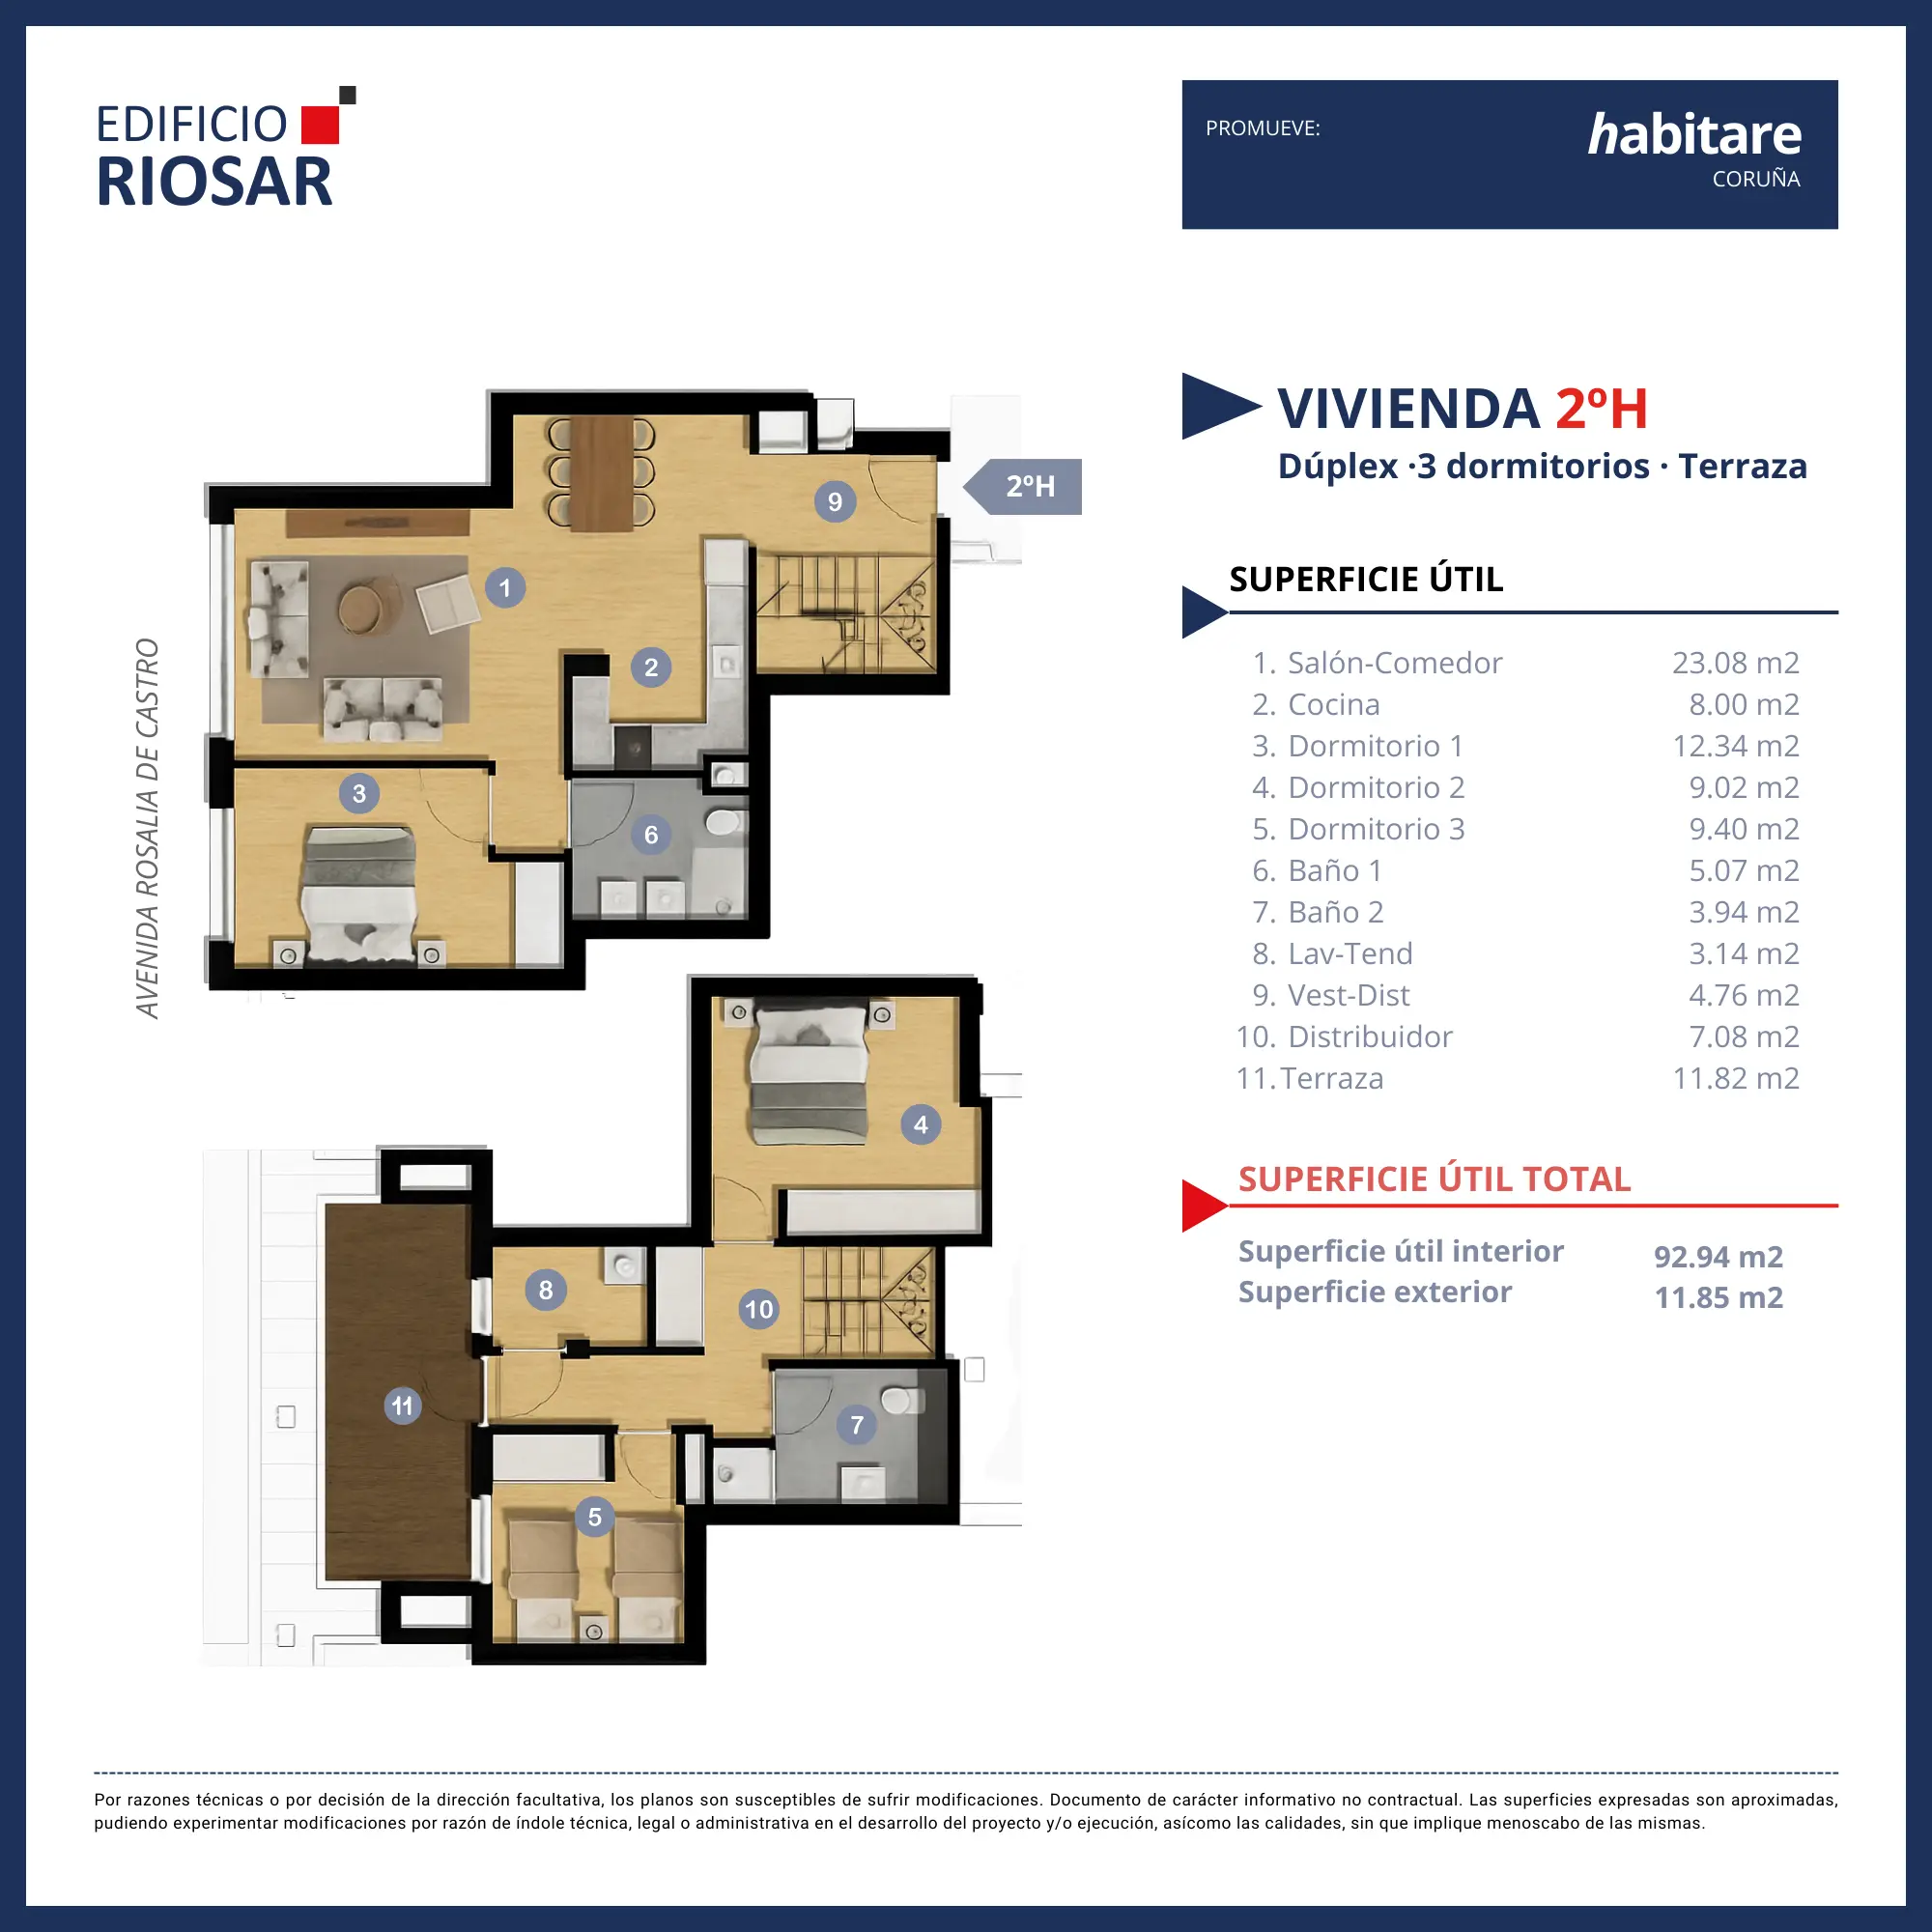 EDIFICIO
RIOSAR
PROMUEVE:
habitare
CORUÑA
VIVIENDA 2ºH
Dúplex ·3 dormitorios · Terraza
SUPERFICIE ÚTIL
1. Salón-Comedor 23.08 m2
2. Cocina 8.00 m2
3. Dormitorio 1 12.34 m2
4. Dormitorio 2 9.02 m2
5. Dormitorio 3 9.40 m2
6. Baño 1 5.07 m2
7. Baño 2 3.94 m2
8. Lav-Tend 3.14 m2
9. Vest-Dist 4.76 m2
10. Distribuidor 7.08 m2
11. Terraza 11.82 m2
SUPERFICIE ÚTIL TOTAL
Superficie útil interior 92.94 m2
Superficie exterior 11.85 m2
AVENIDA ROSALIA DE CASTRO
2ºH
9
1
2
3
6
4
8
10
11
7
5
Por razones técnicas o por decisión de la dirección facultativa, los planos son susceptibles de sufrir modificaciones. Documento de carácter informativo no contractual. Las superficies expresadas son aproximadas,
pudiendo experimentar modificaciones por razón de índole técnica, legal o administrativa en el desarrollo del proyecto y/o ejecución, asícomo las calidades, sin que implique menoscabo de las mismas.